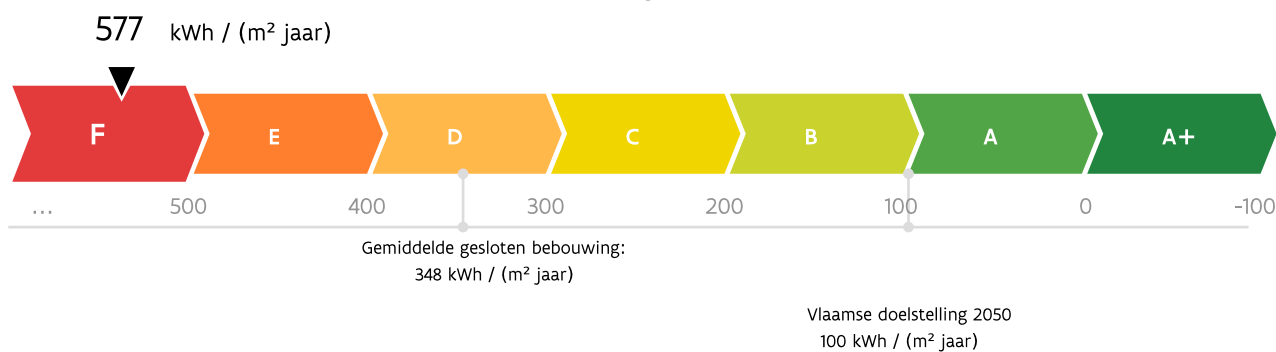 577 kWh / (m² jaar)
F E D C B A A+
... 500 400 300 200 100 0 -100
Gemiddelde gesloten bebouwing:
348 kWh / (m² jaar)
Vlaamse doelstelling 2050
100 kWh / (m² jaar)